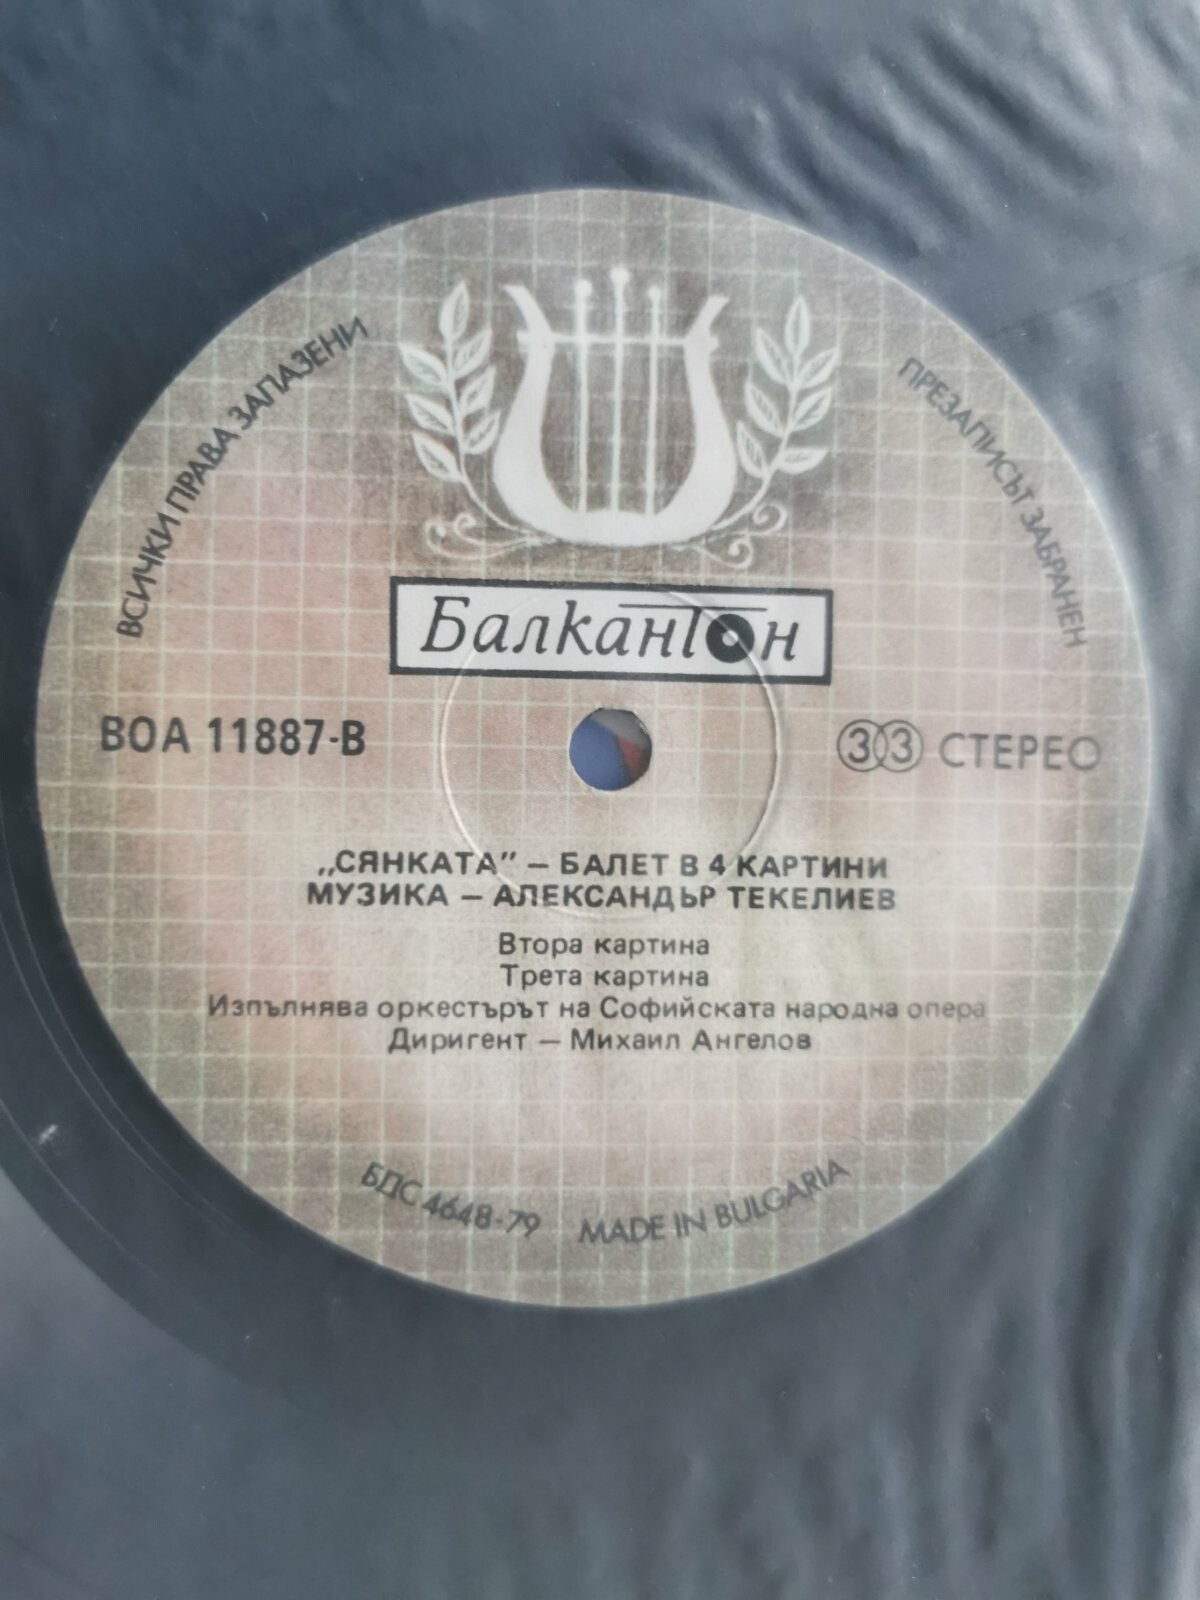 ВСИЧКИ ПРАВА ЗАПАЗЕНИ
ПРЕЗАПИСЪТ ЗАБРАНЕН
Балкантон
ВОА 11887-В
33 СТЕРЕО
„СЯНКАТА” – БАЛЕТ В 4 КАРТИНИ
МУЗИКА – АЛЕКСАНДЪР ТЕКЕЛИЕВ
Втора картина
Трета картина
Изпълнява оркестърът на Софийската народна опера
Диригент – Михаил Ангелов
БДС 4648-79 MADE IN BULGARIA